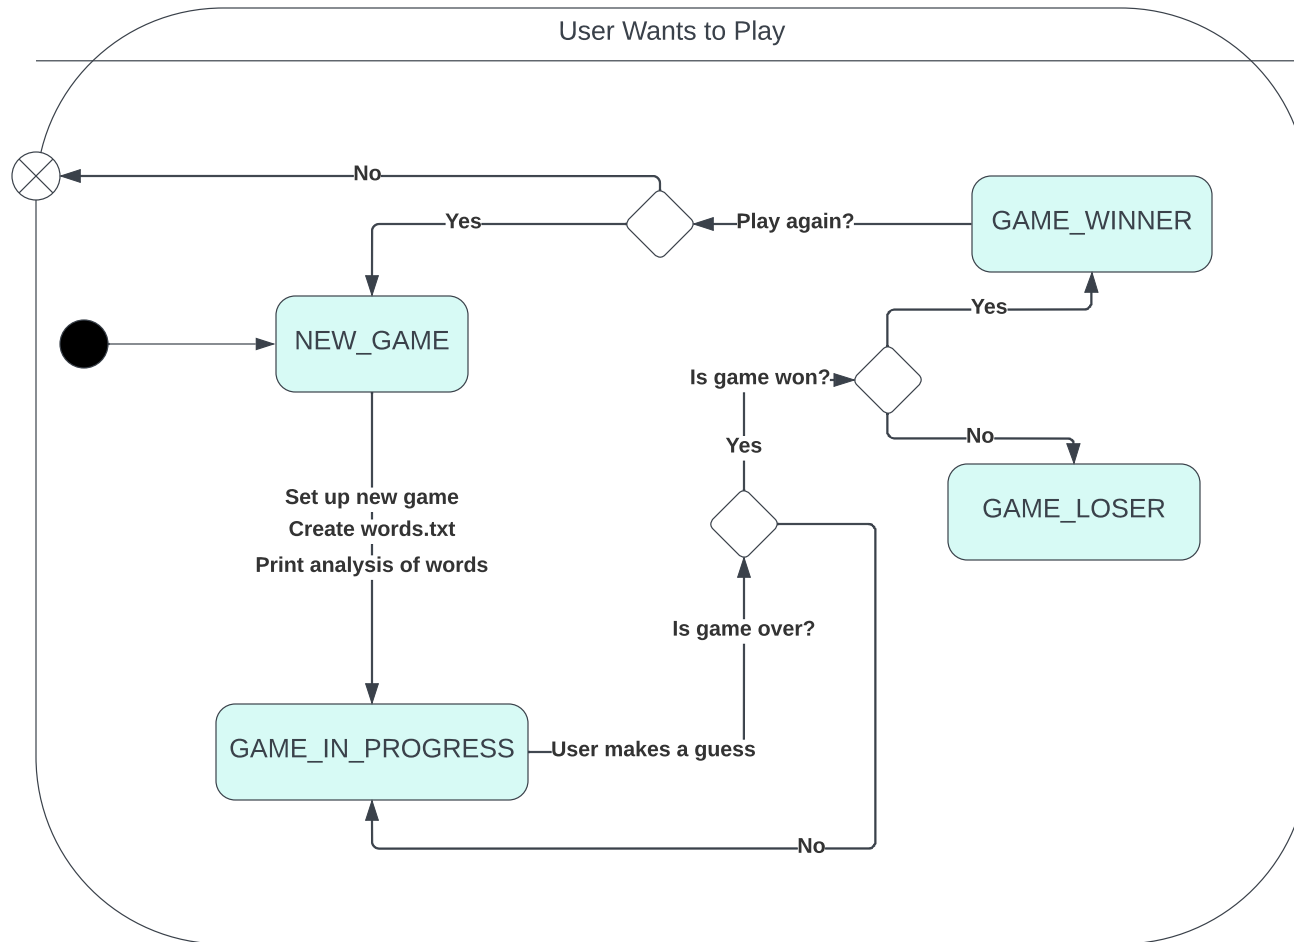 User Wants to Play
No
Yes
Play again?
GAME_WINNER
NEW_GAME
Yes
Is game won?
Yes
No
GAME_LOSER
Set up new game
Create words.txt
Print analysis of words
Is game over?
GAME_IN_PROGRESS
User makes a guess
No